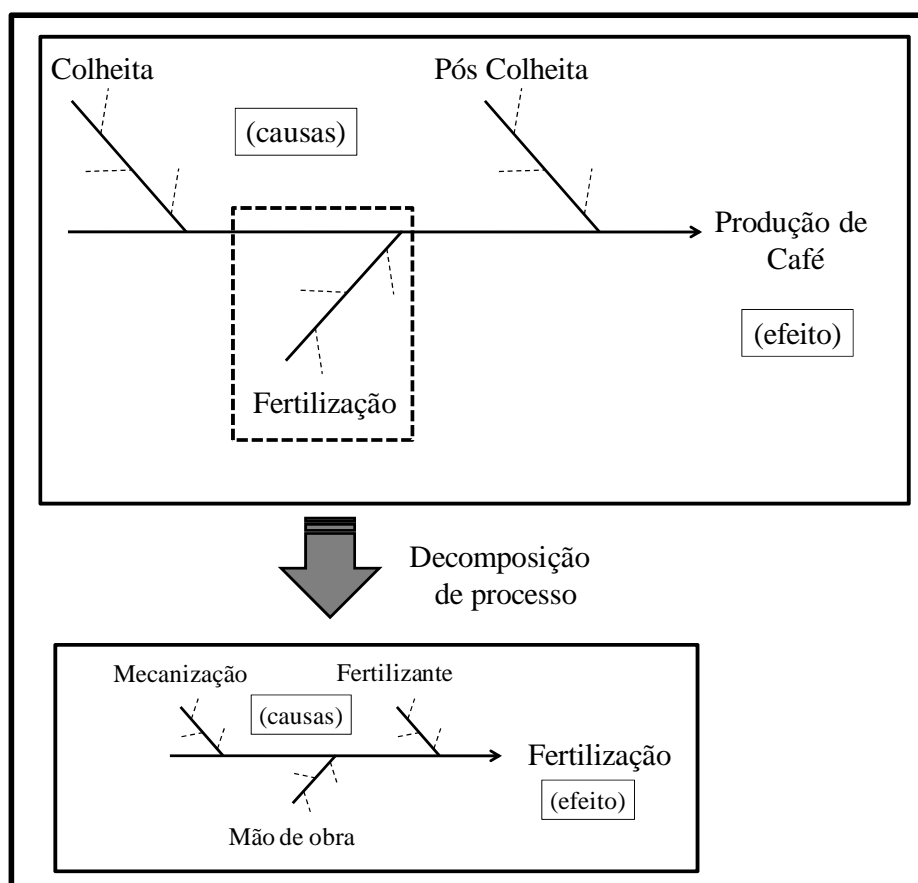 Colheita
Pós Colheita
(causas)
Produção de
Café
(efeito)
Fertilização
Decomposição
de processo
Mecanização
Fertilizante
(causas)
Fertilização
(efeito)
Mão de obra